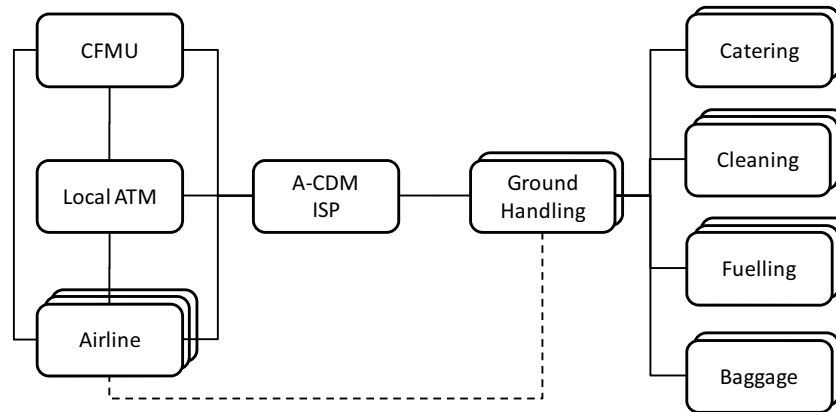 CFMU
Local ATM
Airline
A-CDM
ISP
Ground
Handling
Catering
Cleaning
Fuelling
Baggage